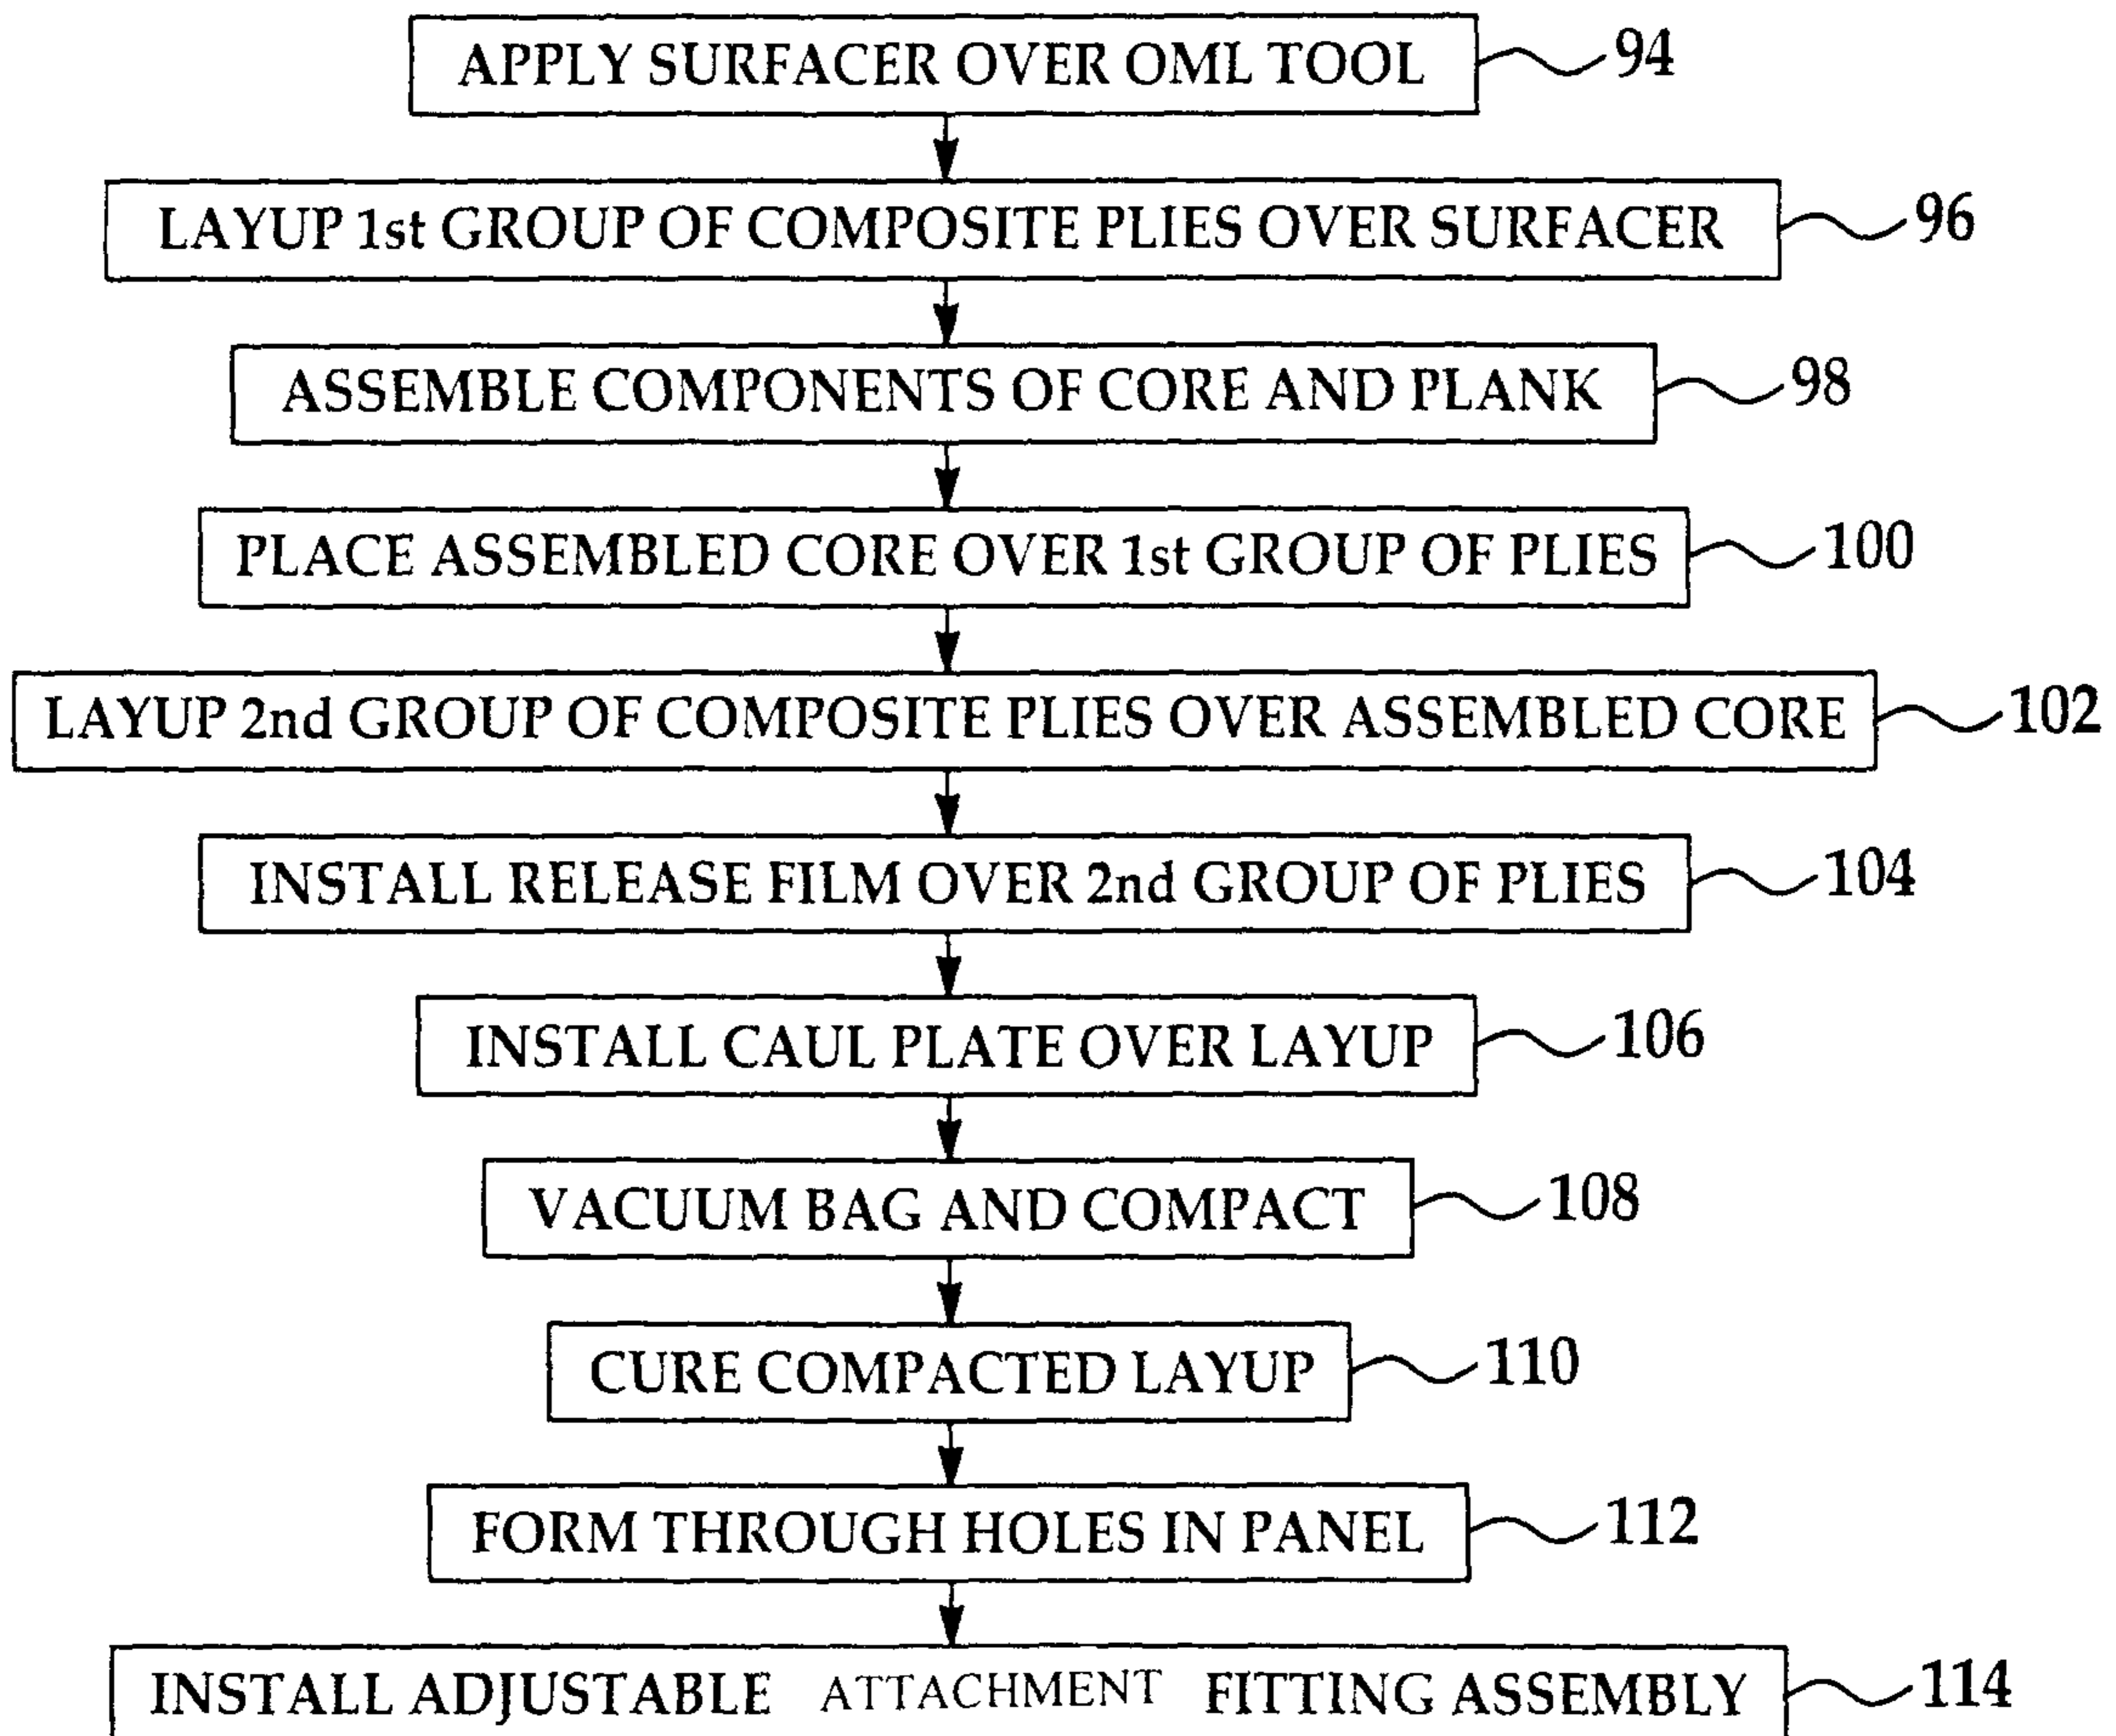 APPLY SURFACER OVER OML TOOL 94
LAYUP 1st GROUP OF COMPOSITE PLIES OVER SURFACER 96
ASSEMBLE COMPONENTS OF CORE AND PLANK 98
PLACE ASSEMBLED CORE OVER 1st GROUP OF PLIES 100
LAYUP 2nd GROUP OF COMPOSITE PLIES OVER ASSEMBLED CORE 102
INSTALL RELEASE FILM OVER 2nd GROUP OF PLIES 104
INSTALL CAUL PLATE OVER LAYUP 106
VACUUM BAG AND COMPACT 108
CURE COMPACTED LAYUP 110
FORM THROUGH HOLES IN PANEL 112
INSTALL ADJUSTABLE ATTACHMENT FITTING ASSEMBLY 114